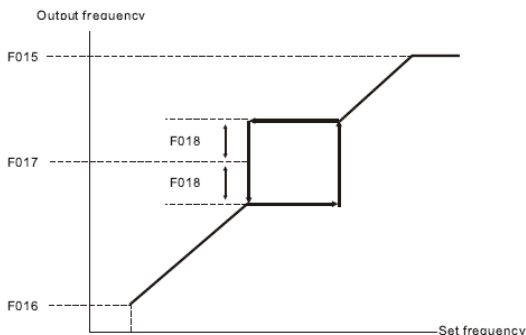 Output frequency
F015
F018
F017
F018
F016
Set frequency